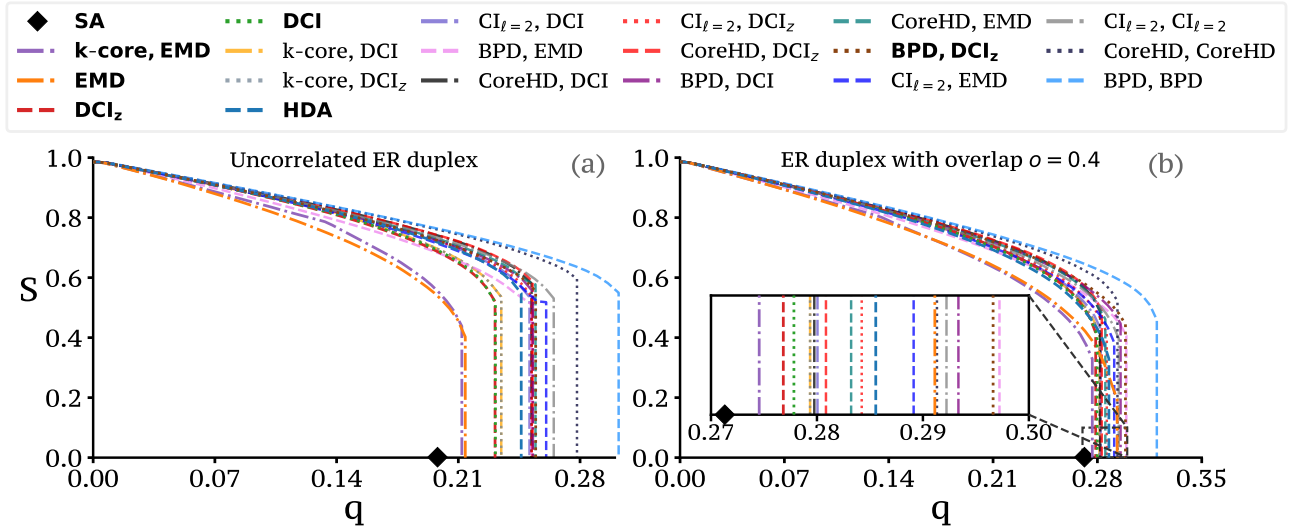 SA DCI CIℓ=2, DCI CIℓ=2, DCIz CoreHD, EMD CIℓ=2, CIℓ=2
k-core, EMD k-core, DCI BPD, EMD CoreHD, DCIz BPD, DCIz CoreHD, CoreHD
EMD k-core, DCIz CoreHD, DCI BPD, DCI CIℓ=2, EMD BPD, BPD
DCIz HDA
Uncorrelated ER duplex (a)
S
1.0
0.8
0.6
0.4
0.2
0.0
0.00 0.07 0.14 0.21 0.28
q
ER duplex with overlap o = 0.4 (b)
1.0
0.8
0.6
0.4
0.2
0.0
0.27 0.28 0.29 0.30
0.00 0.07 0.14 0.21 0.28 0.35
q